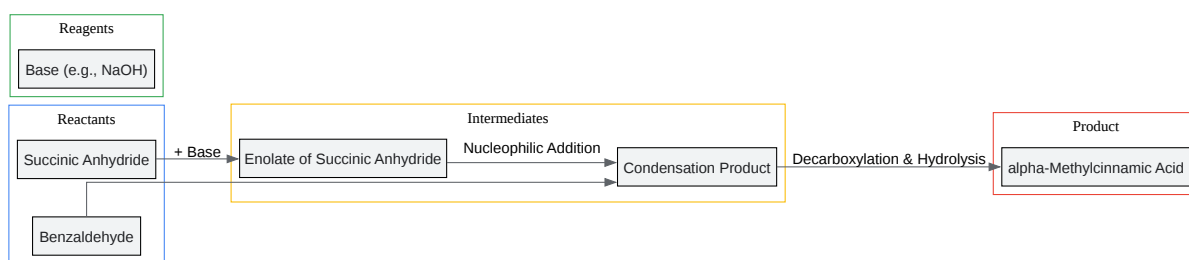 Reagents
Base (e.g., NaOH)
Reactants
Succinic Anhydride
Benzaldehyde
+ Base
Intermediates
Enolate of Succinic Anhydride
Nucleophilic Addition
Condensation Product
Decarboxylation & Hydrolysis
Product
alpha-Methylcinnamic Acid